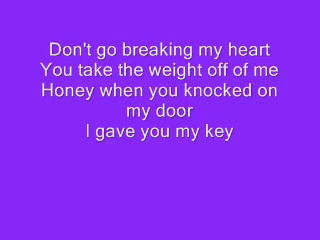 Don't go breaking my heart
You take the weight off of me
Honey when you knocked on
my door
I gave you my key